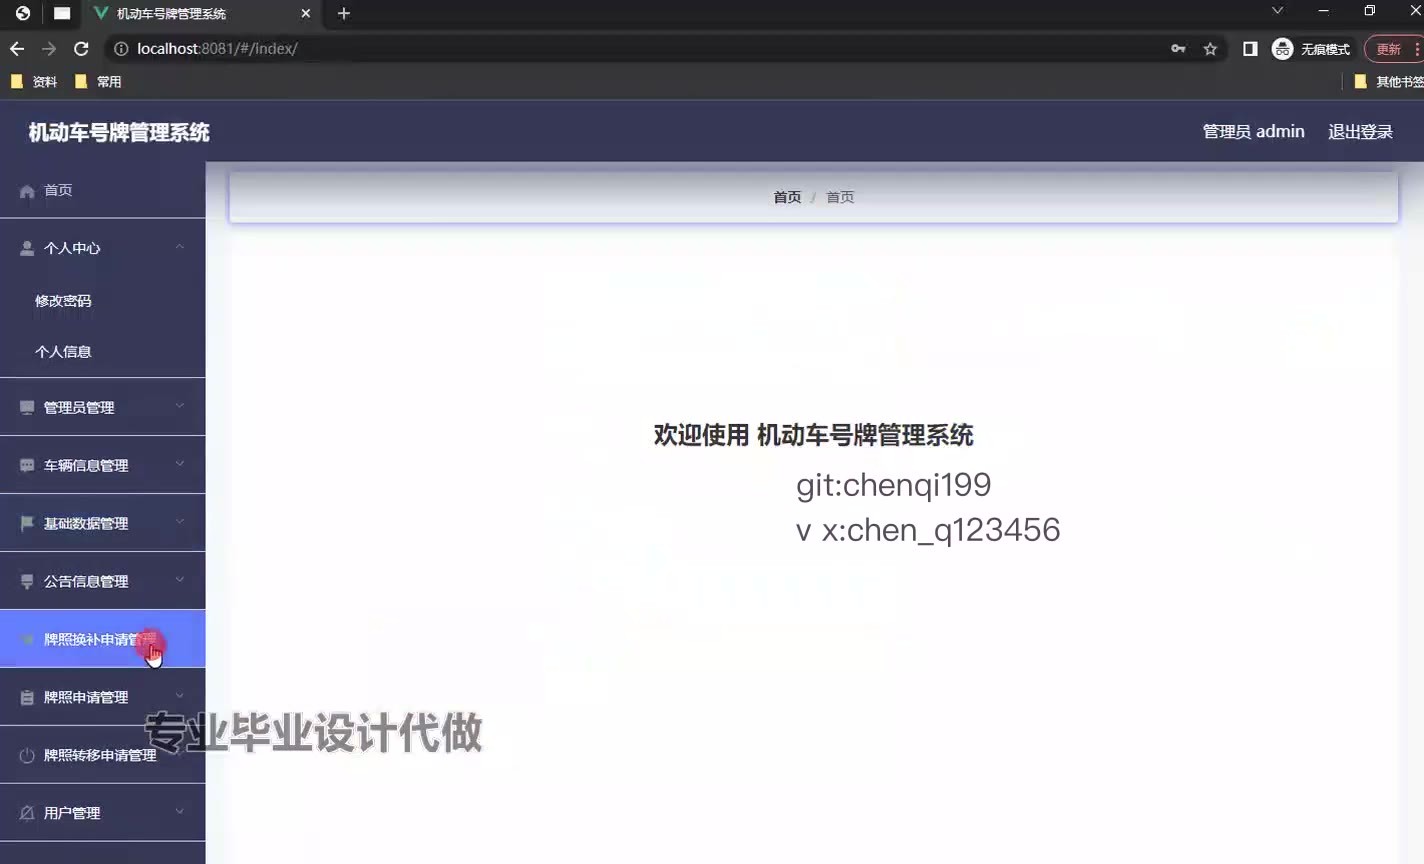 机动车号牌管理系统
localhost:8081/#/index/
无痕模式
更新
资料
常用
其他书签
机动车号牌管理系统
管理员 admin
退出登录
首页
首页 / 首页
个人中心
修改密码
个人信息
管理员管理
车辆信息管理
欢迎使用 机动车号牌管理系统
git:chenqi199
v x:chen_q123456
基础数据管理
公告信息管理
牌照换补申请管理
牌照申请管理
专业毕业设计代做
牌照转移申请管理
用户管理